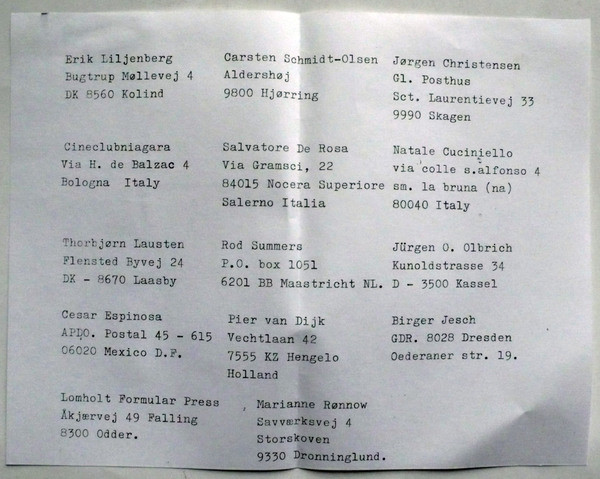 Erik Liljenberg
Bugtrup Møllevej 4
DK 8560 Kolind
Carsten Schmidt-Olsen
Aldershøj
9800 Hjørring
Jørgen Christensen
Gl. Posthus
Sct. Laurentievej 33
9990 Skagen
Cineclubniagara
Via H. de Balzac 4
Bologna Italy
Salvatore De Rosa
Via Gramsci, 22
84015 Nocera Superiore
Salerno Italia
Natale Cuciniello
via colle s.alfonso 4
sm. la bruna (na)
80040 Italy
Thorbjørn Lausten
Flensted Byvej 24
DK - 8670 Laasby
Rod Summers
P.O. box 1051
6201 BB Maastricht NL.
Jürgen O. Olbrich
Kunoldstrasse 34
D - 3500 Kassel
Cesar Espinosa
APDO. Postal 45 - 615
06020 Mexico D.F.
Pier van Dijk
Vechtlaan 42
7555 KZ Hengelo
Holland
Birger Jesch
GDR. 8028 Dresden
Oederaner str. 19.
Lomholt Formular Press
Åkjærvej 49 Falling
8300 Odder.
Marianne Rønnow
Savværksvej 4
Storskoven
9330 Dronninglund.